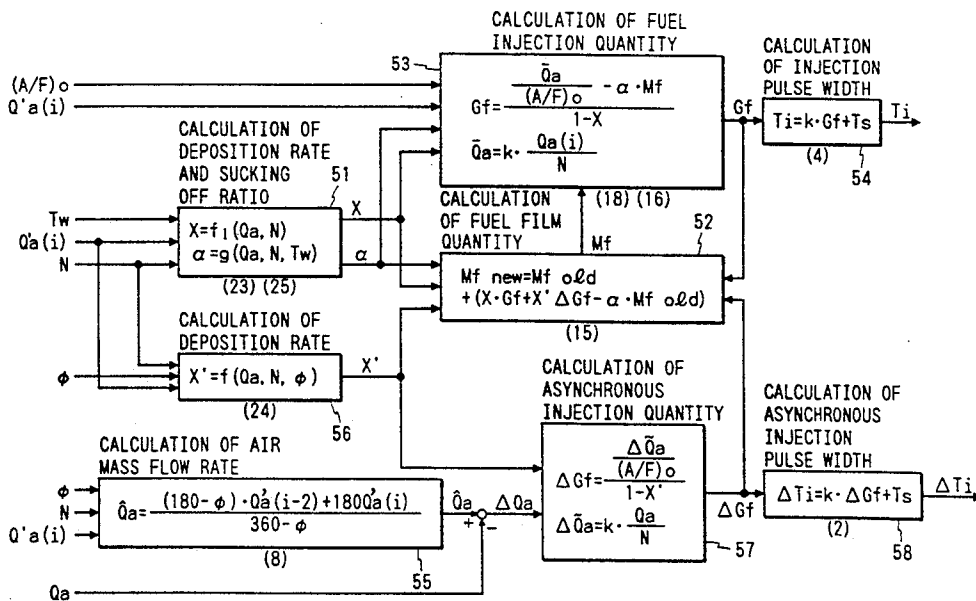 CALCULATION OF FUEL
INJECTION QUANTITY
53
(A/F)o
Q'a(i)
Gf= (Q̄a/(A/F)o - α·Mf)/(1-X)
Q̄a=k·Qa(i)/N
(18) (16)
CALCULATION
OF INJECTION
PULSE WIDTH
Gf
Ti=k·Gf+Ts
Ti
(4)
54
CALCULATION OF
DEPOSITION RATE
AND SUCKING
OFF RATIO
51
Tw
Q'a(i)
N
X=f1(Qa, N)
α=g(Qa, N, Tw)
X
α
(23) (25)
CALCULATION
OF FUEL FILM
QUANTITY
Mf
52
Mf new=Mf old
+(X·Gf+X' ΔGf-α·Mf old)
(15)
CALCULATION OF
DEPOSITION RATE
φ
X'=f(Qa, N, φ)
X'
(24)
56
CALCULATION OF AIR
MASS FLOW RATE
φ
N
Q'a(i)
Q̂a= ((180-φ)·Q'a(i-2)+180Q'a(i))/(360-φ)
(8)
55
Q̂a
+
-
ΔQa
Qa
CALCULATION OF
ASYNCHRONOUS
INJECTION QUANTITY
ΔGf= (ΔQ̄a/(A/F)o)/(1-X')
ΔQ̄a=k·Qa/N
57
ΔGf
CALCULATION OF
ASYNCHRONOUS
INJECTION
PULSE WIDTH
ΔTi=k·ΔGf+Ts
ΔTi
(2)
58